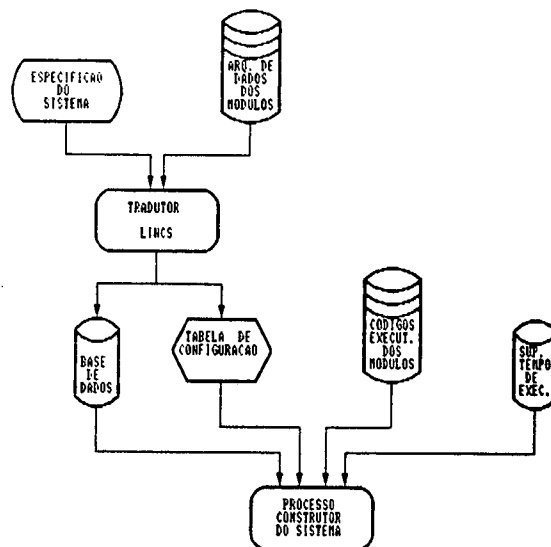 ESPECIFICAO
DO
SISTEMA
ARQ. DE
DADOS
DOS
MODULOS
TRADUTOR
LINCS
BASE
DE
DADOS
TABELA DE
CONFIGURACAO
CODIGOS
EXECUT.
DOS
MODULOS
SUP.
TEMPO
DE
EXEC.
PROCESSO
CONSTRUTOR
DO SISTEMA